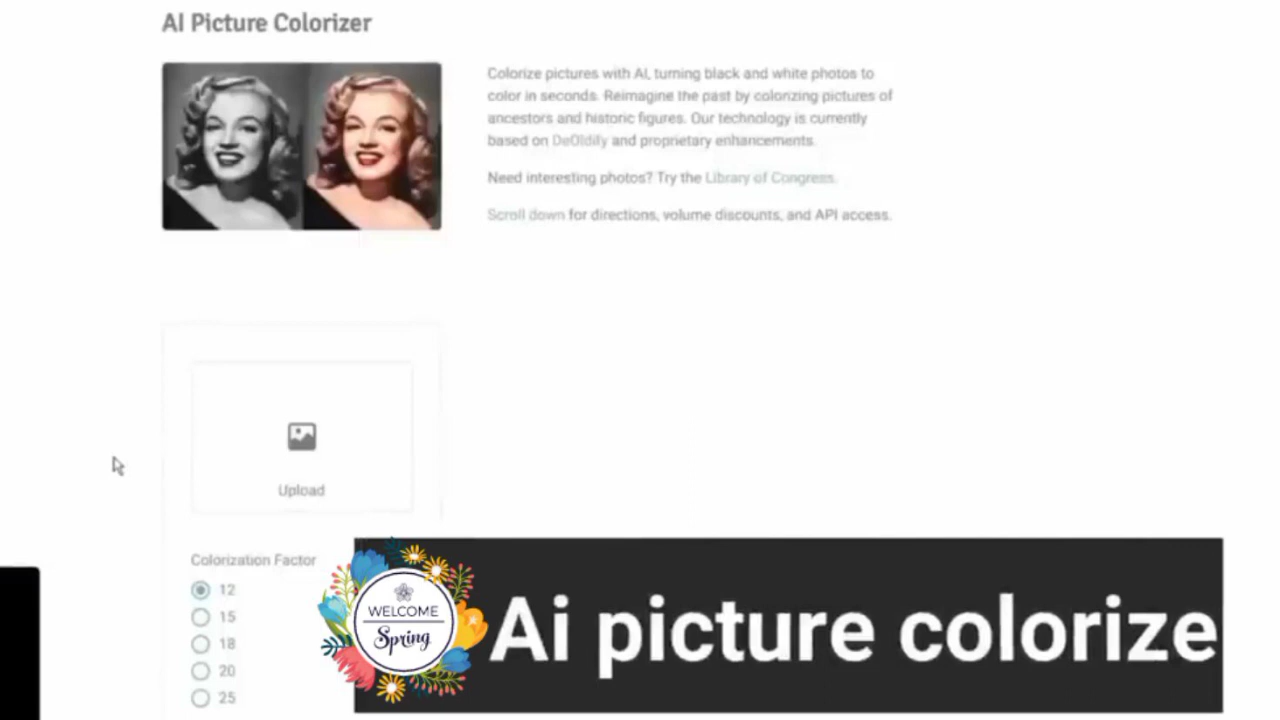 AI Picture Colorizer
Colorize pictures with AI, turning black and white photos to
color in seconds. Reimagine the past by colorizing pictures of
ancestors and historic figures. Our technology is currently
based on DeOldify and proprietary enhancements.
Need interesting photos? Try the Library of Congress.
Scroll down for directions, volume discounts, and API access.
Upload
Colorization Factor
12
15
18
20
25
WELCOME
Spring
Ai picture colorize